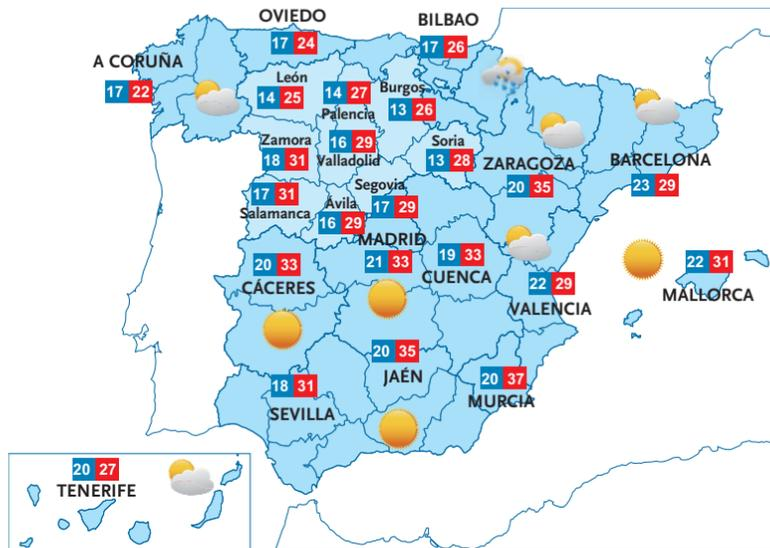 OVIEDO
17 24
BILBAO
17 26
A CORUÑA
17 22
León
14 25
14 27
Palencia
Burgos
13 26
Zamora
18 31
16 29
Valladolid
Soria
13 28
ZARAGOZA
20 35
BARCELONA
23 29
17 31
Salamanca
Ávila
16 29
Segovia
17 29
MADRID
21 33
19 33
CUENCA
20 33
CÁCERES
22 29
VALENCIA
22 31
MALLORCA
20 35
JAÉN
18 31
SEVILLA
20 37
MURCIA
20 27
TENERIFE